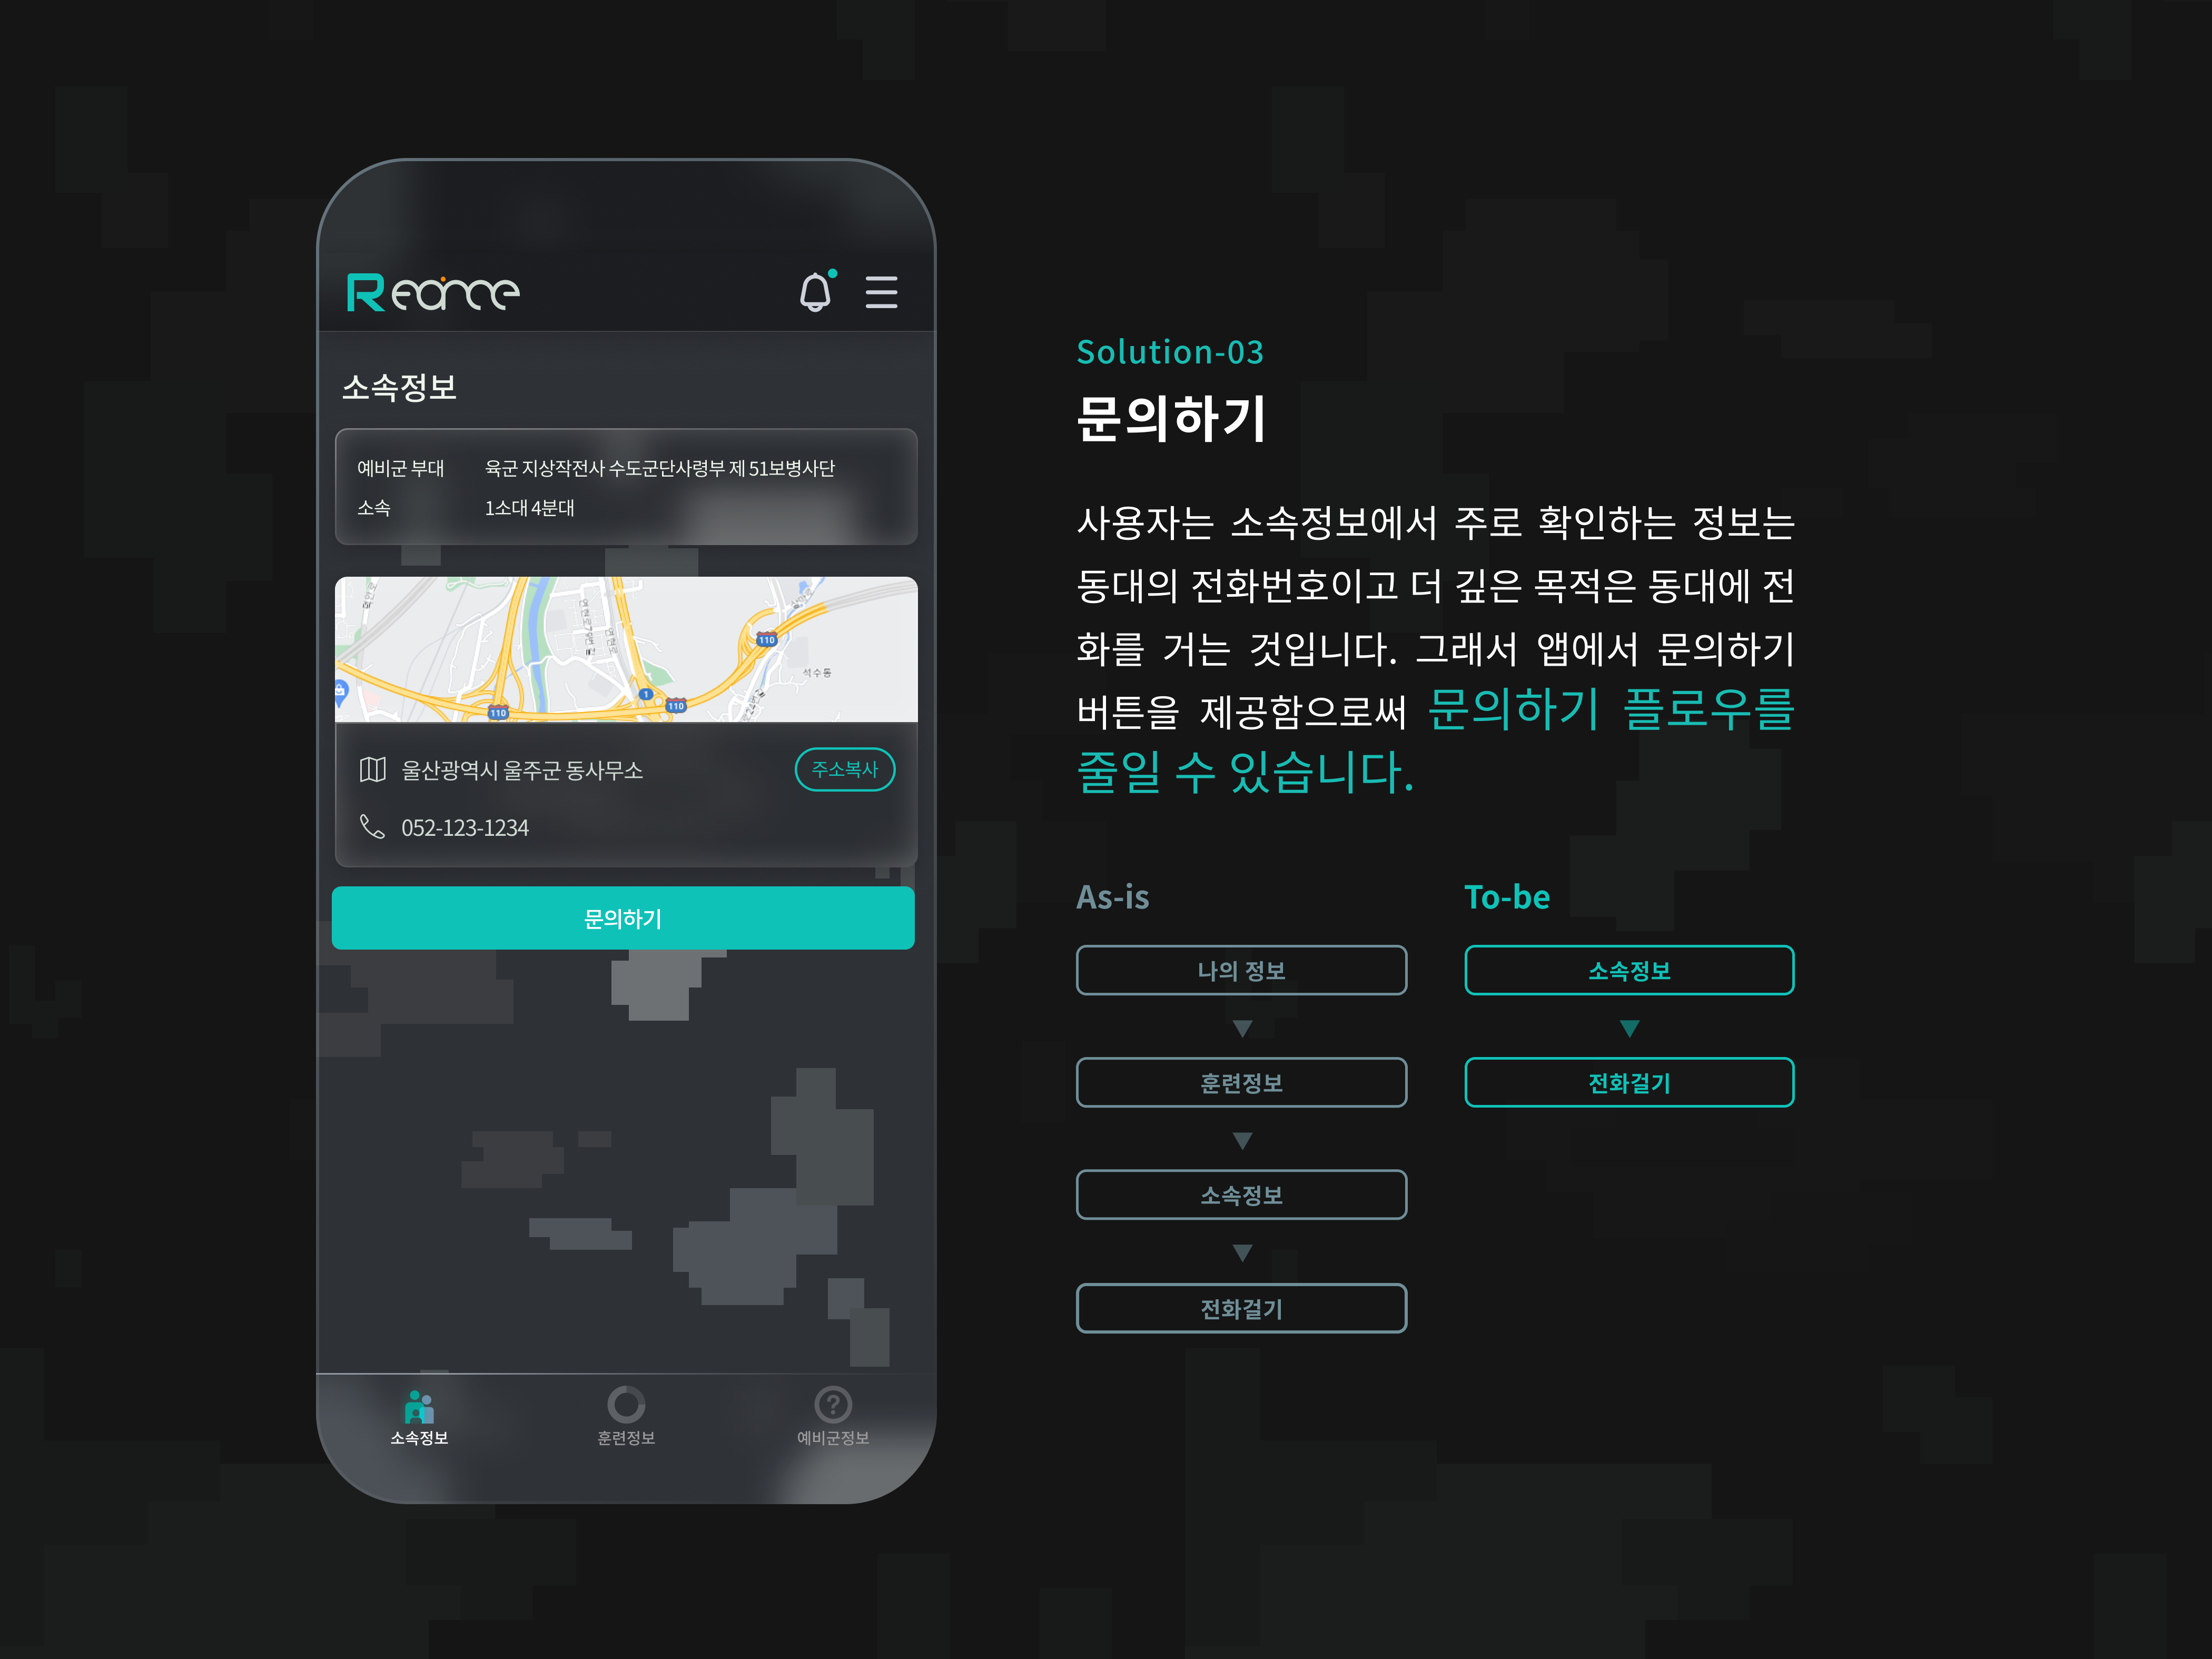 소속정보
예비군 부대 육군 지상작전사 수도군단사령부 제 51보병사단
소속 1소대 4분대
110
석수동
1
110
110
울산광역시 울주군 동사무소
주소복사
052-123-1234
문의하기
소속정보 훈련정보 예비군정보
Solution-03
문의하기
사용자는 소속정보에서 주로 확인하는 정보는
동대의 전화번호이고 더 깊은 목적은 동대에 전
화를 거는 것입니다. 그래서 앱에서 문의하기
버튼을 제공함으로써 문의하기 플로우를
줄일 수 있습니다.
As-is
나의 정보
훈련정보
소속정보
전화걸기
To-be
소속정보
전화걸기